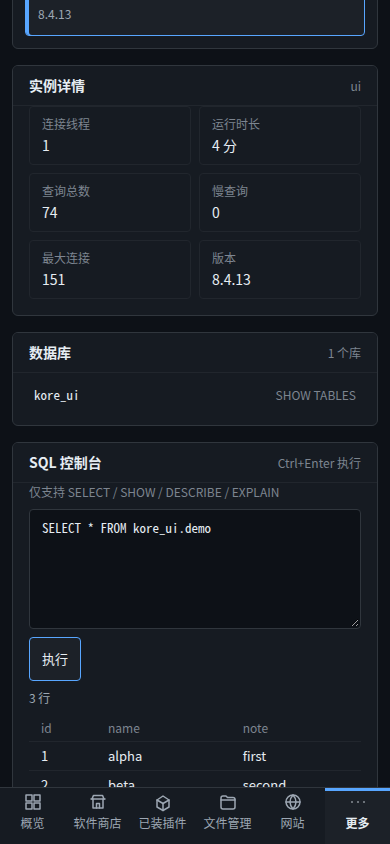 8.4.13
实例详情 ui
连接线程 运行时长
1 4 分
查询总数 慢查询
74 0
最大连接 版本
151 8.4.13
数据库 1 个库
kore_ui SHOW TABLES
SQL 控制台 Ctrl+Enter 执行
仅支持 SELECT / SHOW / DESCRIBE / EXPLAIN
SELECT * FROM kore_ui.demo
执行
3 行
id name note
1 alpha first
2 beta second
概览 软件商店 已装插件 文件管理 网站 更多